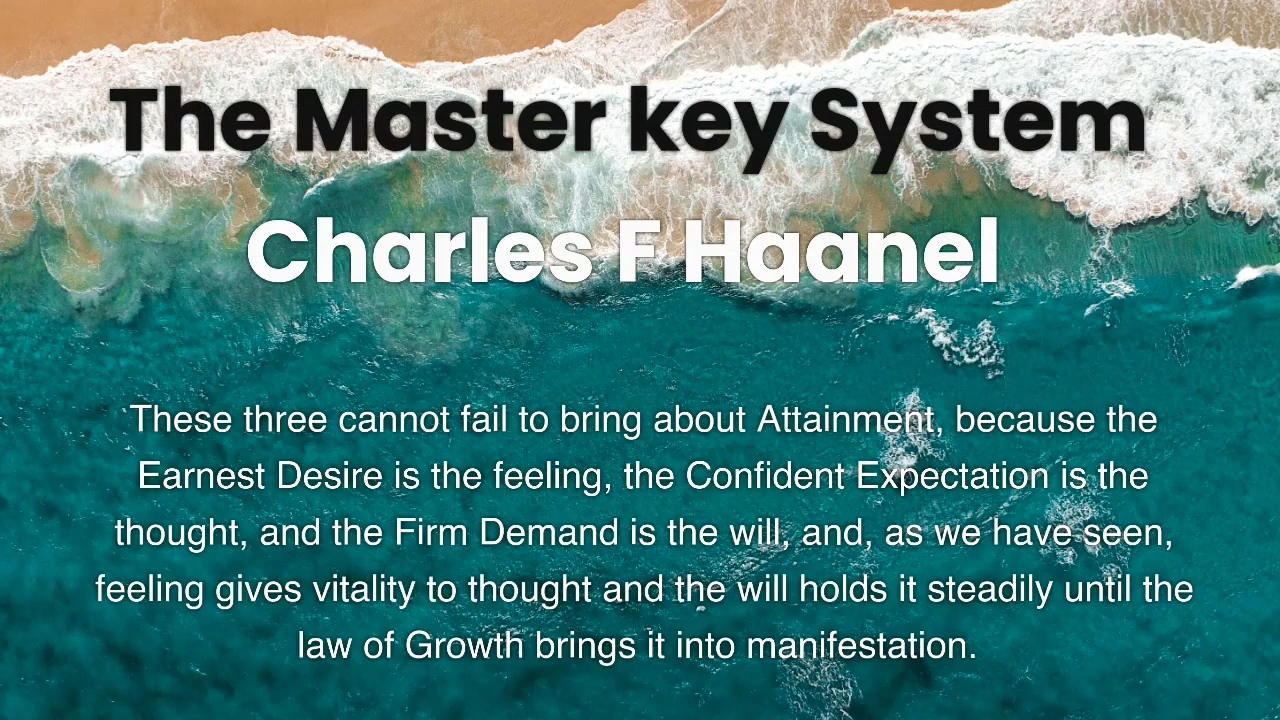 The Master key System
Charles F Haanel
These three cannot fail to bring about Attainment, because the
Earnest Desire is the feeling, the Confident Expectation is the
thought, and the Firm Demand is the will, and, as we have seen,
feeling gives vitality to thought and the will holds it steadily until the
law of Growth brings it into manifestation.